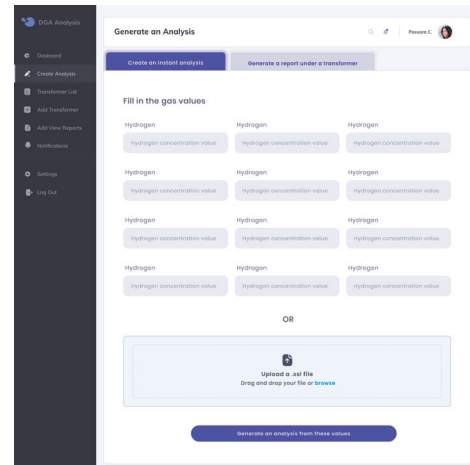 DGA Analysis
Generate an Analysis
Passara C.
Dashboard
Create Analysis
Transformer List
Add Transformer
Add View Reports
Notifications
Settings
Log Out
Create an instant analysis
Generate a report under a transformer
Fill in the gas values
Hydrogen Hydrogen Hydrogen
Hydrogen concentration value Hydrogen concentration value Hydrogen concentration value
Hydrogen Hydrogen Hydrogen
Hydrogen concentration value Hydrogen concentration value Hydrogen concentration value
Hydrogen Hydrogen Hydrogen
Hydrogen concentration value Hydrogen concentration value Hydrogen concentration value
Hydrogen Hydrogen Hydrogen
Hydrogen concentration value Hydrogen concentration value Hydrogen concentration value
OR
Upload a .ssl file
Drag and drop your file or browse
Generate an analysis from these values